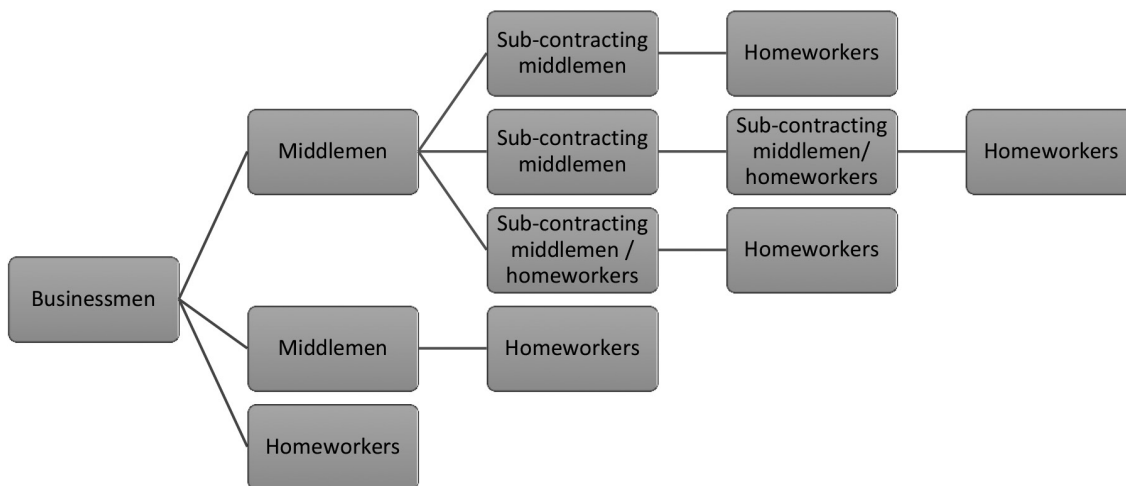 Sub-contracting
middlemen
Homeworkers
Middlemen
Sub-contracting
middlemen
Sub-contracting
middlemen/
homeworkers
Homeworkers
Sub-contracting
middlemen /
homeworkers
Homeworkers
Businessmen
Middlemen
Homeworkers
Homeworkers